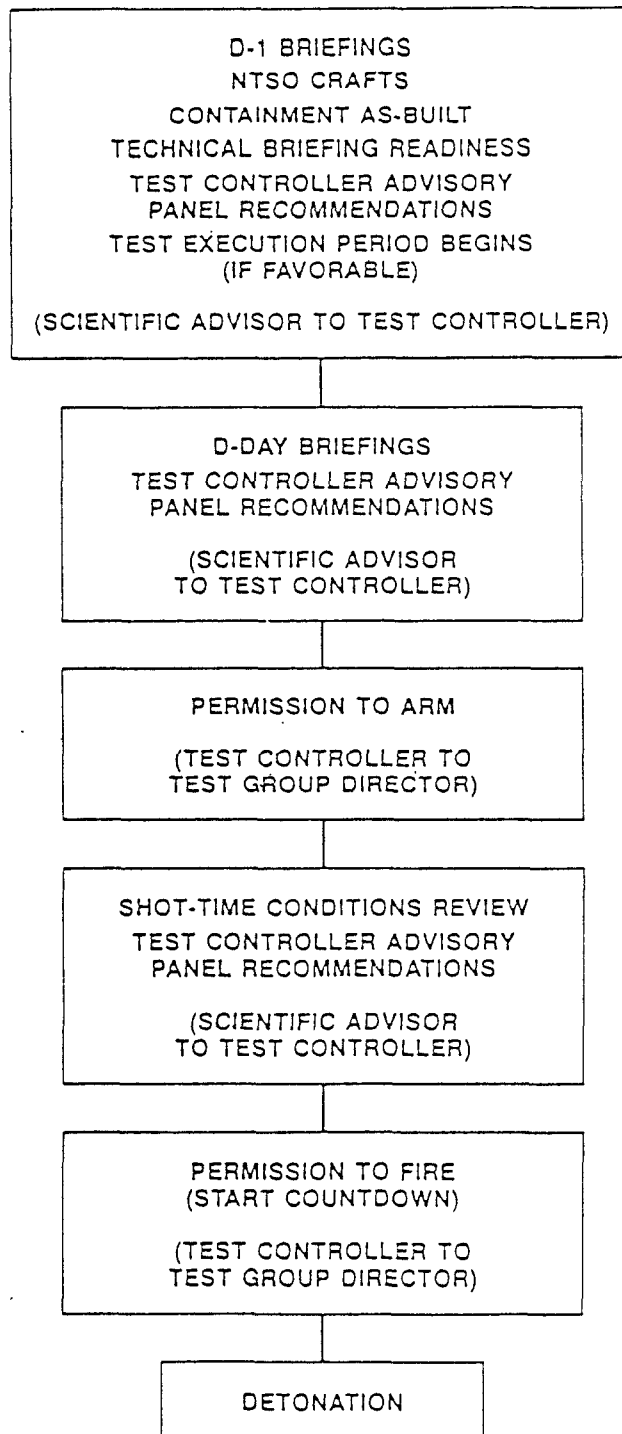 D-1 BRIEFINGS
NTSO CRAFTS
CONTAINMENT AS-BUILT
TECHNICAL BRIEFING READINESS
TEST CONTROLLER ADVISORY
PANEL RECOMMENDATIONS
TEST EXECUTION PERIOD BEGINS
(IF FAVORABLE)
(SCIENTIFIC ADVISOR TO TEST CONTROLLER)
D-DAY BRIEFINGS
TEST CONTROLLER ADVISORY
PANEL RECOMMENDATIONS
(SCIENTIFIC ADVISOR
TO TEST CONTROLLER)
PERMISSION TO ARM
(TEST CONTROLLER TO
TEST GROUP DIRECTOR)
SHOT-TIME CONDITIONS REVIEW
TEST CONTROLLER ADVISORY
PANEL RECOMMENDATIONS
(SCIENTIFIC ADVISOR
TO TEST CONTROLLER)
PERMISSION TO FIRE
(START COUNTDOWN)
(TEST CONTROLLER TO
TEST GROUP DIRECTOR)
DETONATION